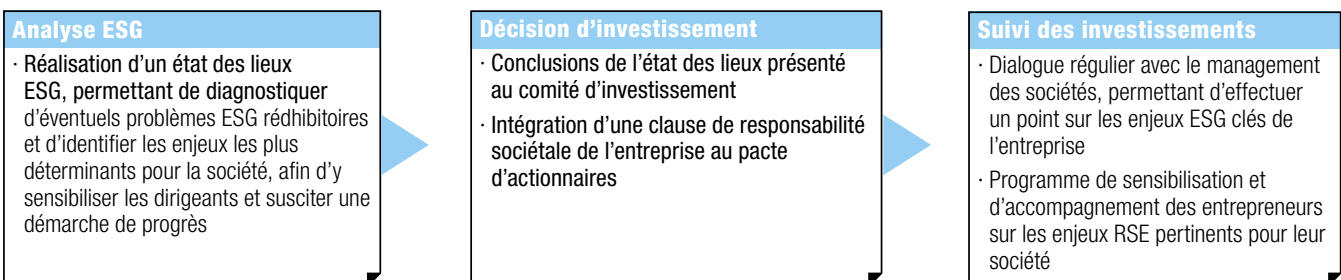 Analyse ESG
· Réalisation d’un état des lieux
ESG, permettant de diagnostiquer
d’éventuels problèmes ESG rédhibitoires
et d’identifier les enjeux les plus
déterminants pour la société, afin d’y
sensibiliser les dirigeants et susciter une
démarche de progrès
Décision d’investissement
· Conclusions de l’état des lieux présenté
au comité d’investissement
· Intégration d’une clause de responsabilité
sociétale de l’entreprise au pacte
d’actionnaires
Suivi des investissements
· Dialogue régulier avec le management
des sociétés, permettant d’effectuer
un point sur les enjeux ESG clés de
l’entreprise
· Programme de sensibilisation et
d’accompagnement des entrepreneurs
sur les enjeux RSE pertinents pour leur
société